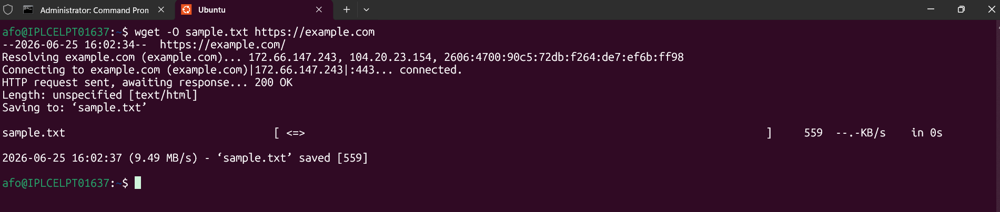 Administrator: Command Pron
Ubuntu
afo@IPLCELPT01637:~$ wget -O sample.txt https://example.com
--2026-06-25 16:02:34--  https://example.com/
Resolving example.com (example.com)... 172.66.147.243, 104.20.23.154, 2606:4700:90c5:72db:f264:de7:ef6b:ff98
Connecting to example.com (example.com)|172.66.147.243|:443... connected.
HTTP request sent, awaiting response... 200 OK
Length: unspecified [text/html]
Saving to: ‘sample.txt’
sample.txt [ <=> ] 559 --.-KB/s in 0s
2026-06-25 16:02:37 (9.49 MB/s) - ‘sample.txt’ saved [559]
afo@IPLCELPT01637:~$